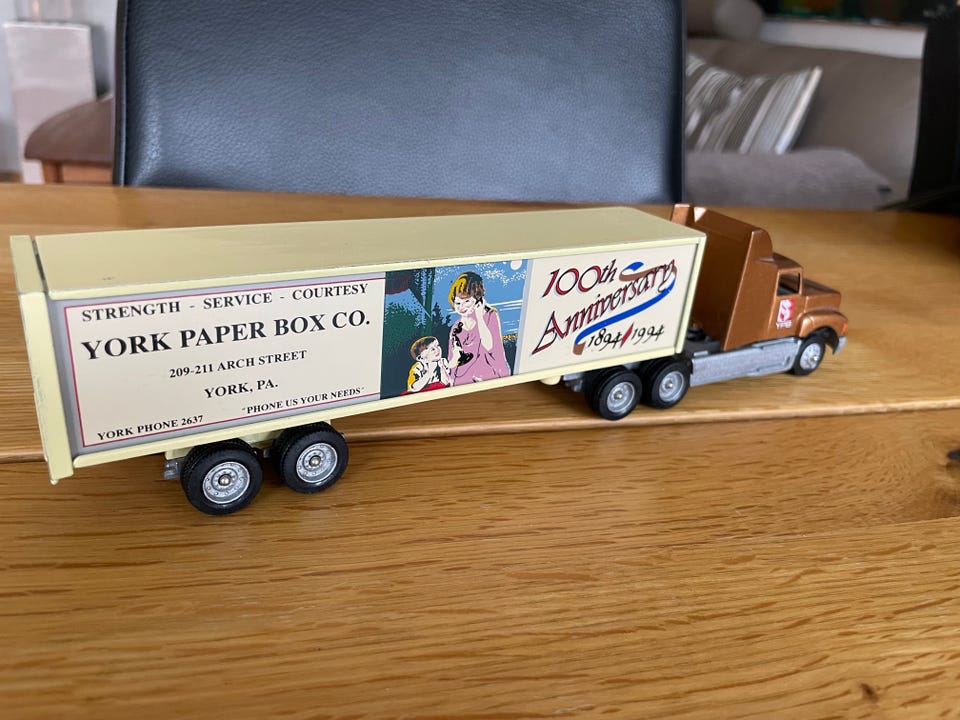 STRENGTH - SERVICE - COURTESY
YORK PAPER BOX CO.
209-211 ARCH STREET
YORK, PA.
"PHONE US YOUR NEEDS"
YORK PHONE 2637
100th
Anniversary
1894/1994
YPB